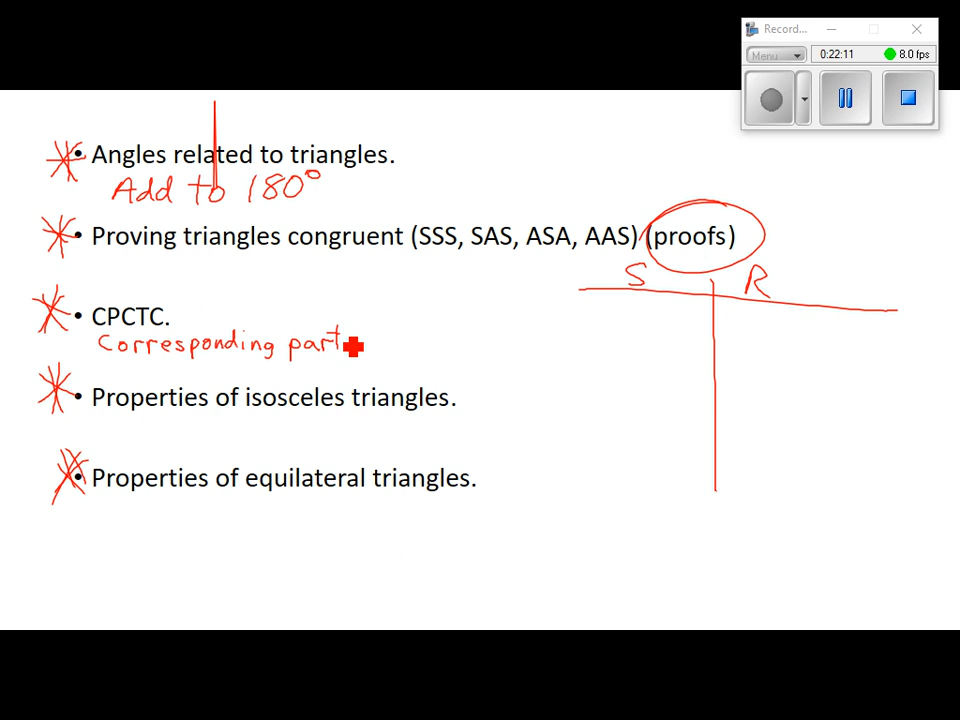 Record...
Menu
0:22:11
8.0 fps
• Angles related to triangles.
Add to 180°
• Proving triangles congruent (SSS, SAS, ASA, AAS) (proofs)
S R
• CPCTC.
Corresponding part
• Properties of isosceles triangles.
• Properties of equilateral triangles.